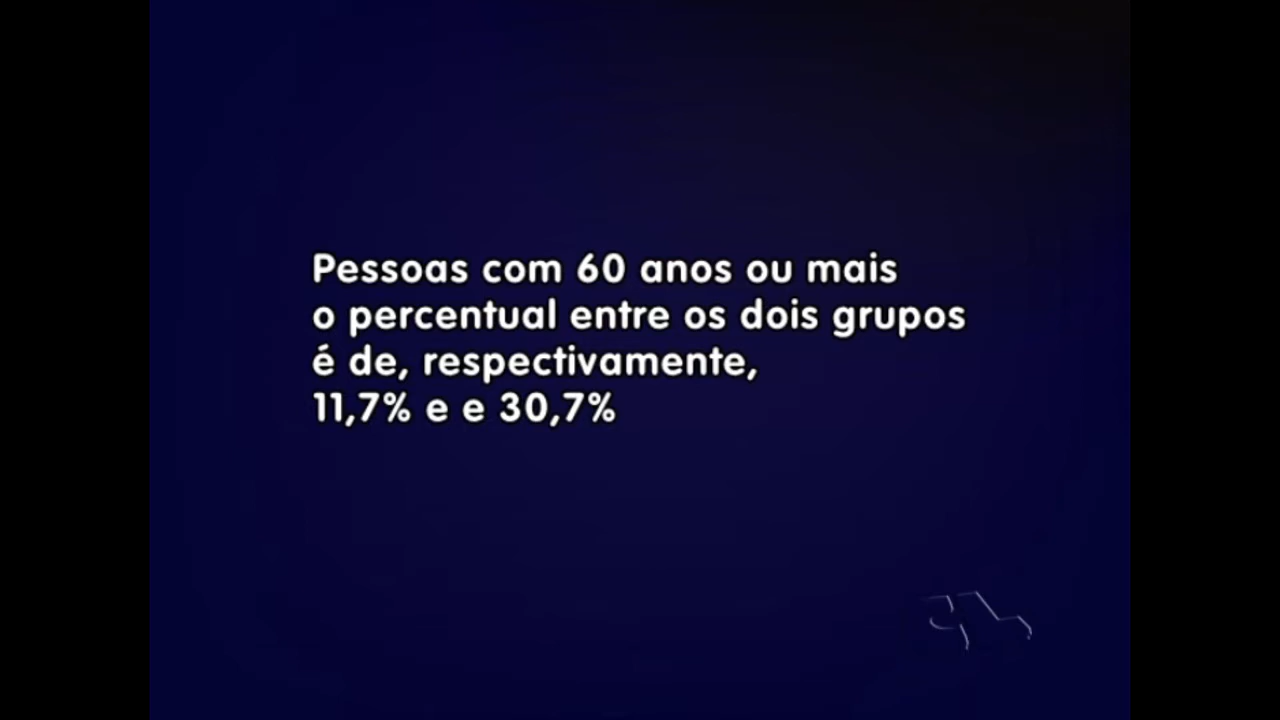 Pessoas com 60 anos ou mais
o percentual entre os dois grupos
é de, respectivamente,
11,7% e e 30,7%